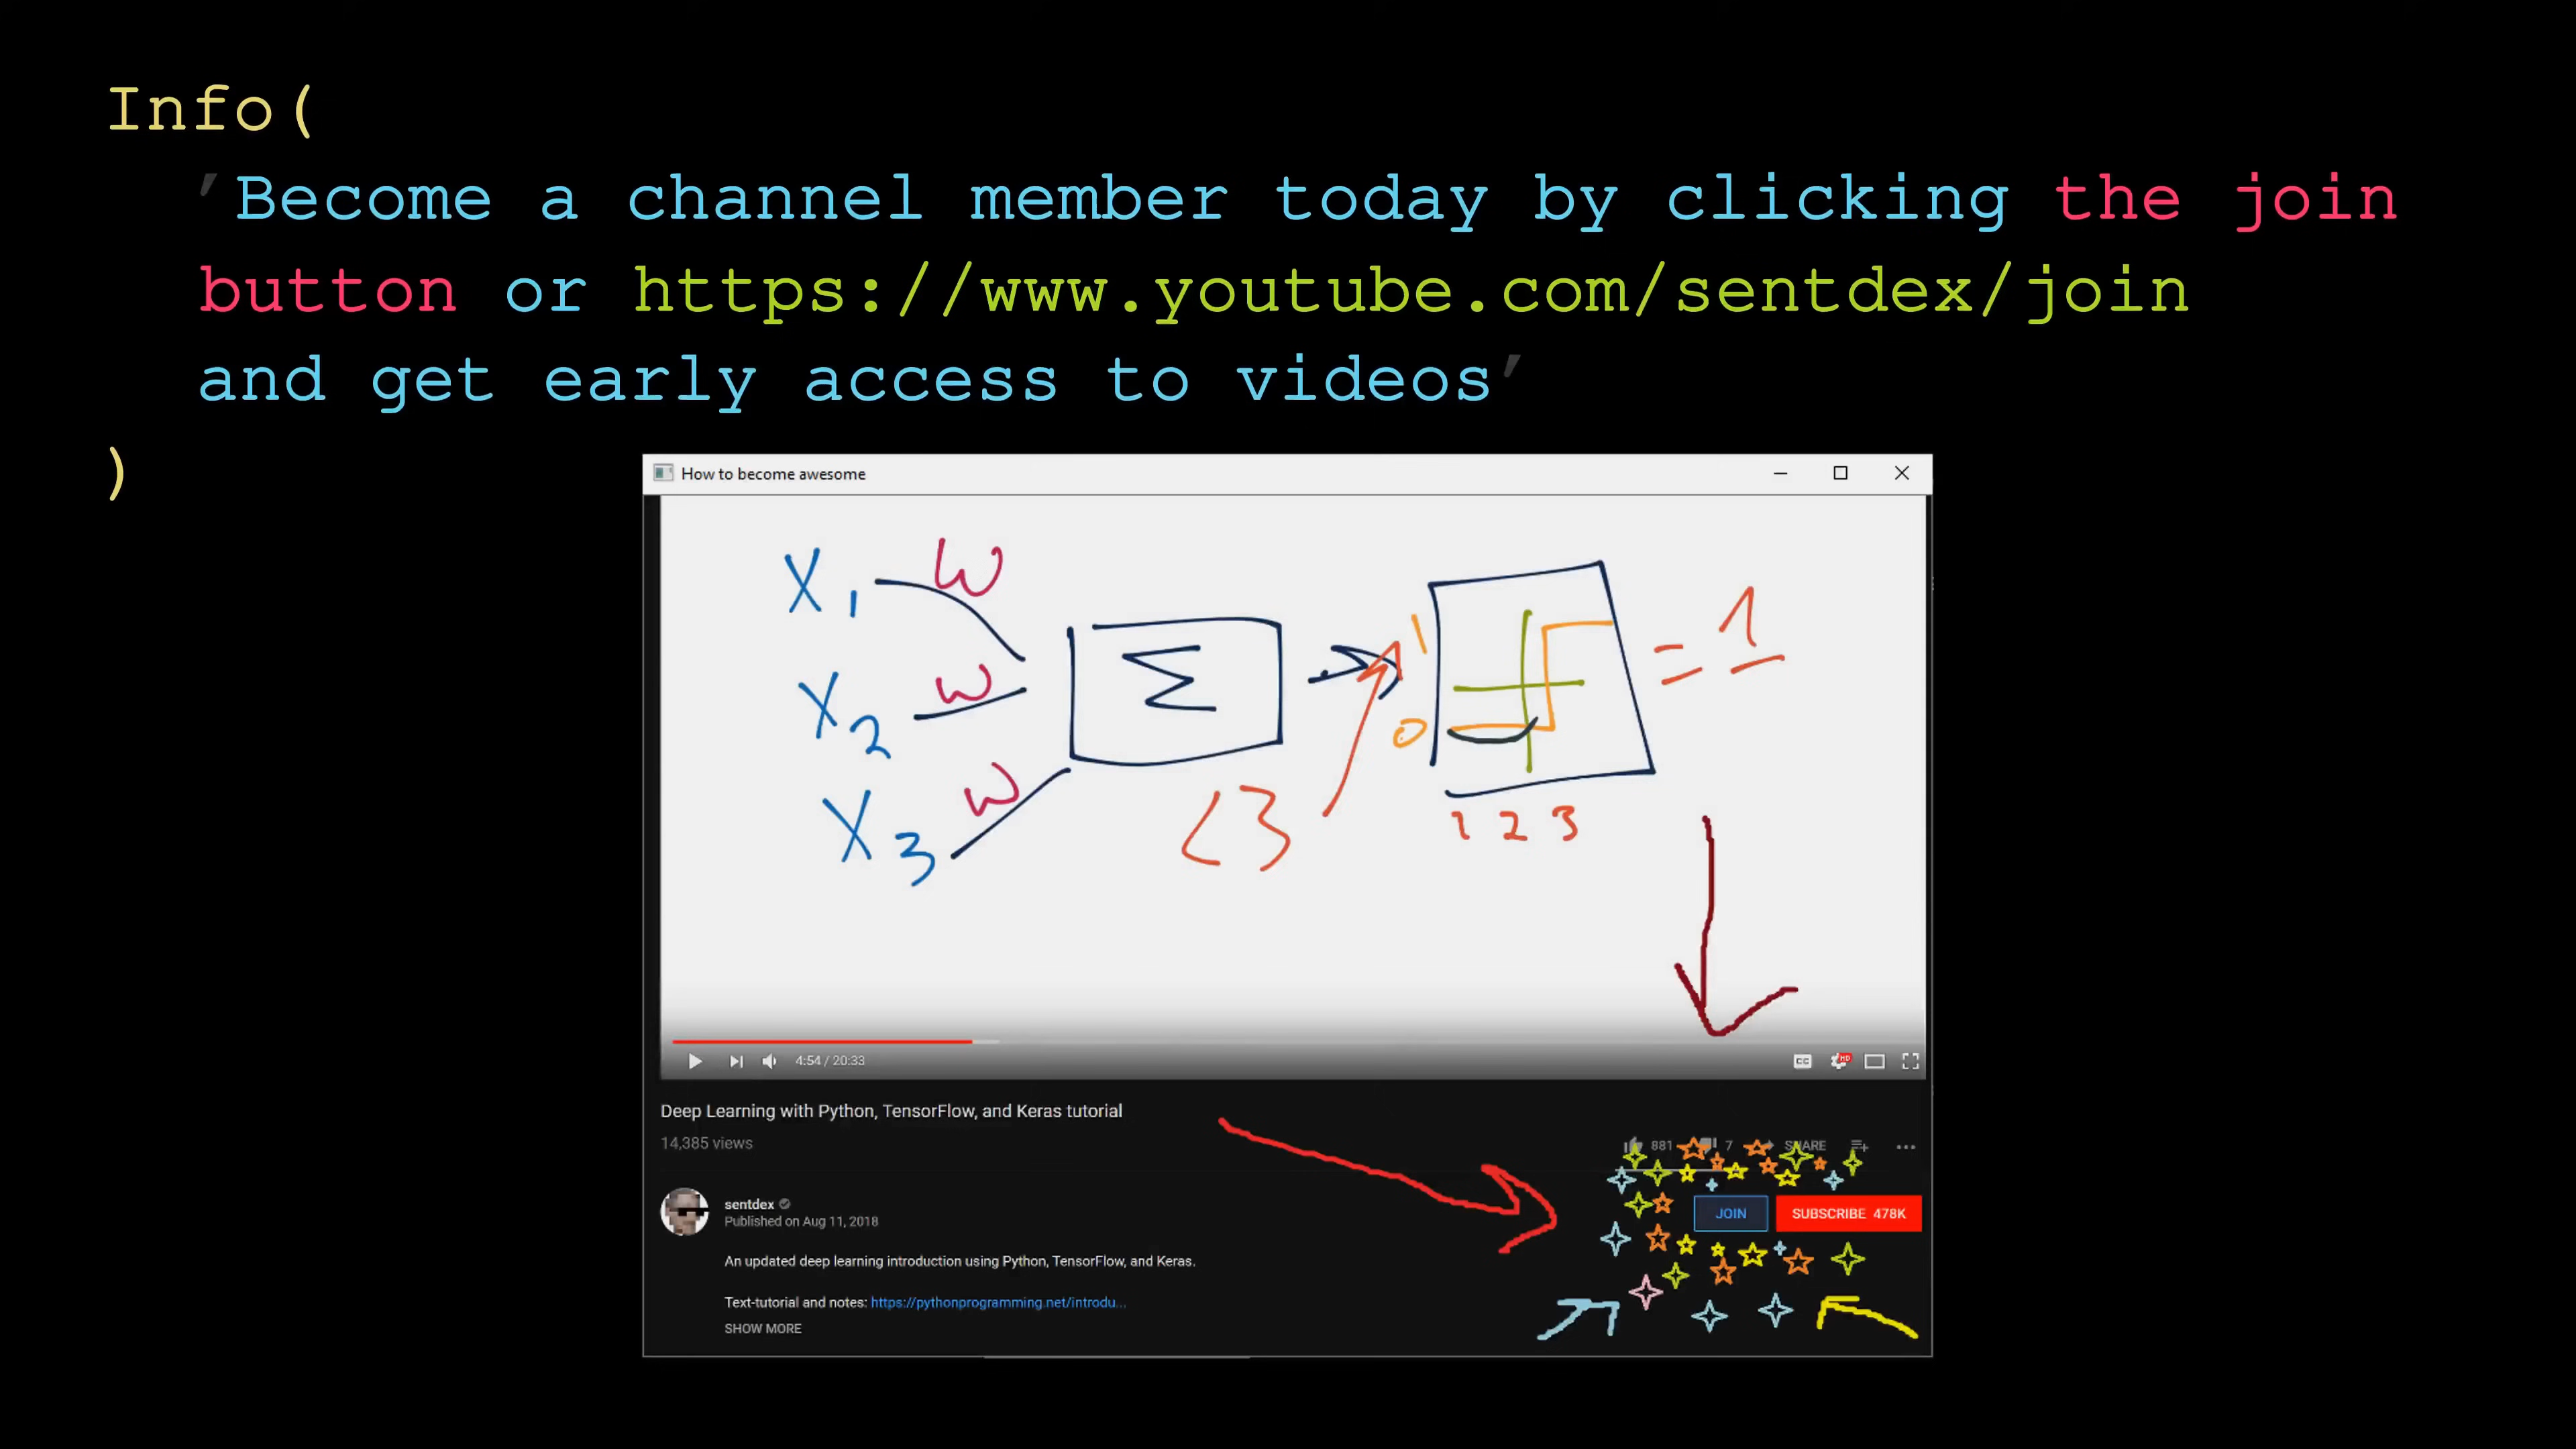 Info(
'Become a channel member today by clicking the join
button or https://www.youtube.com/sentdex/join
and get early access to videos'
)
How to become awesome
X1 W
X2 W
X3 W
Σ
<3
1
0
1 2 3
= 1
4:54 / 20:33
CC
HD
Deep Learning with Python, TensorFlow, and Keras tutorial
14,385 views
881 7 SHARE
sentdex
Published on Aug 11, 2018
JOIN SUBSCRIBE 478K
An updated deep learning introduction using Python, TensorFlow, and Keras.
Text-tutorial and notes: https://pythonprogramming.net/introdu...
SHOW MORE